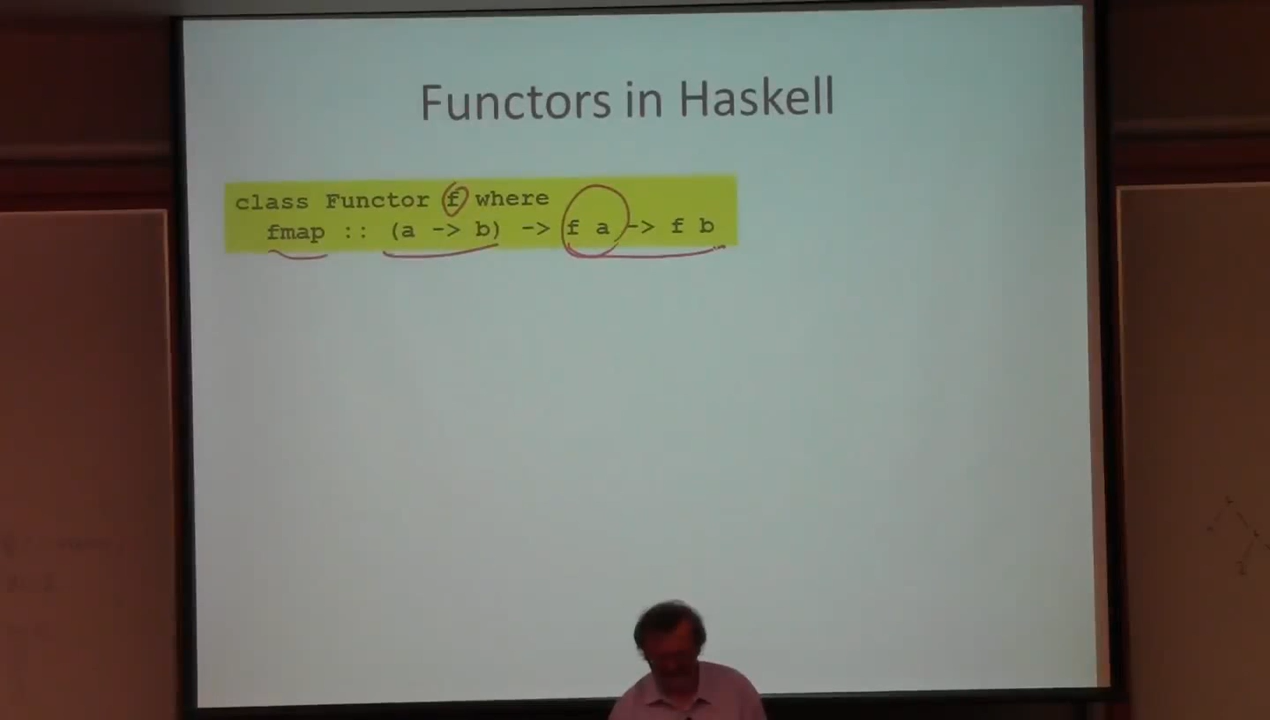 Functors in Haskell
class Functor f where
fmap :: (a -> b) -> f a -> f b